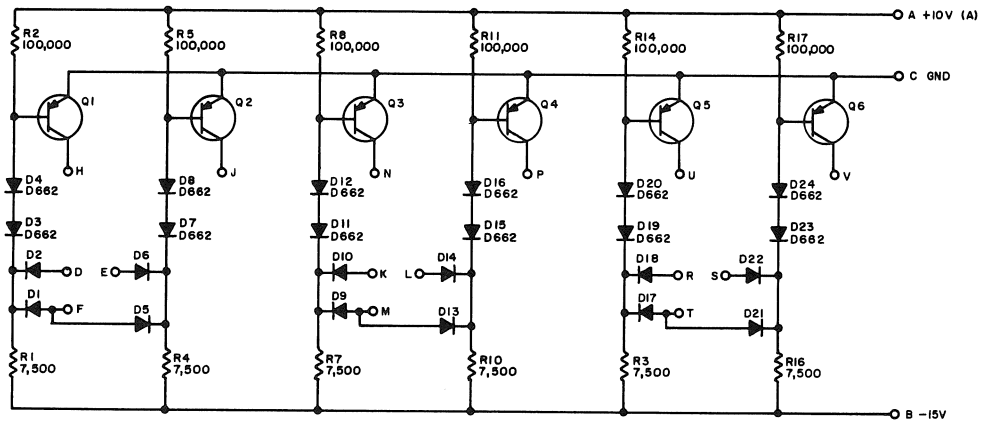 A +10V (A)
R2
100,000
R5
100,000
R8
100,000
R11
100,000
R14
100,000
R17
100,000
C GND
Q1
Q2
Q3
Q4
Q5
Q6
H
J
N
P
U
V
D4
D662
D8
D662
D12
D662
D16
D662
D20
D662
D24
D662
D3
D662
D7
D662
D11
D662
D15
D662
D19
D662
D23
D662
D2
D
E
D6
D10
K
L
D14
D18
R
S
D22
D1
F
D5
D9
M
D13
D17
T
D21
R1
7,500
R4
7,500
R7
7,500
R10
7,500
R3
7,500
R16
7,500
B -15V